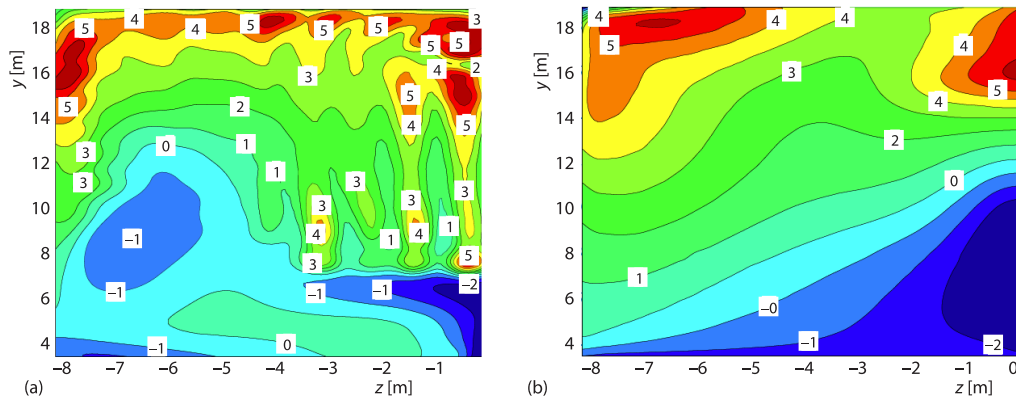 18 5 4 5 4 5 3 5 3
5 5
16 3 4 2
5 5
14 2 4 5
12 3 0 1
3 1 3 3
10 3
−1 4 4 1
8 3 1 5
−1 −1 −1 −2
6
4 −1 0
y [m]
−8 −7 −6 −5 −4 −3 −2 −1
(a) z [m]
18 4 4 4
5 4
16 3 5
14 4
12 2
0
10
8
1
6 −0
4 −1 −2
y [m]
−8 −7 −6 −5 −4 −3 −2 −1 0
(b) z [m]